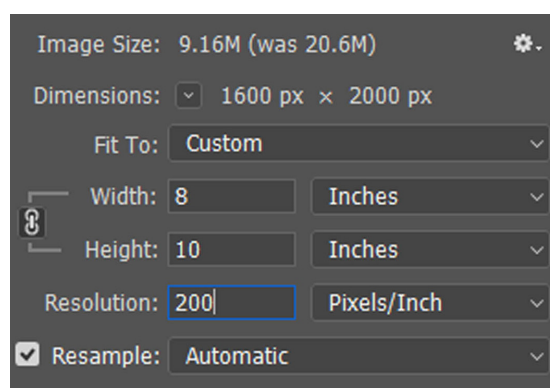 Image Size: 9.16M (was 20.6M)
Dimensions: 1600 px × 2000 px
Fit To: Custom
Width: 8 Inches
Height: 10 Inches
Resolution: 200 Pixels/Inch
Resample: Automatic